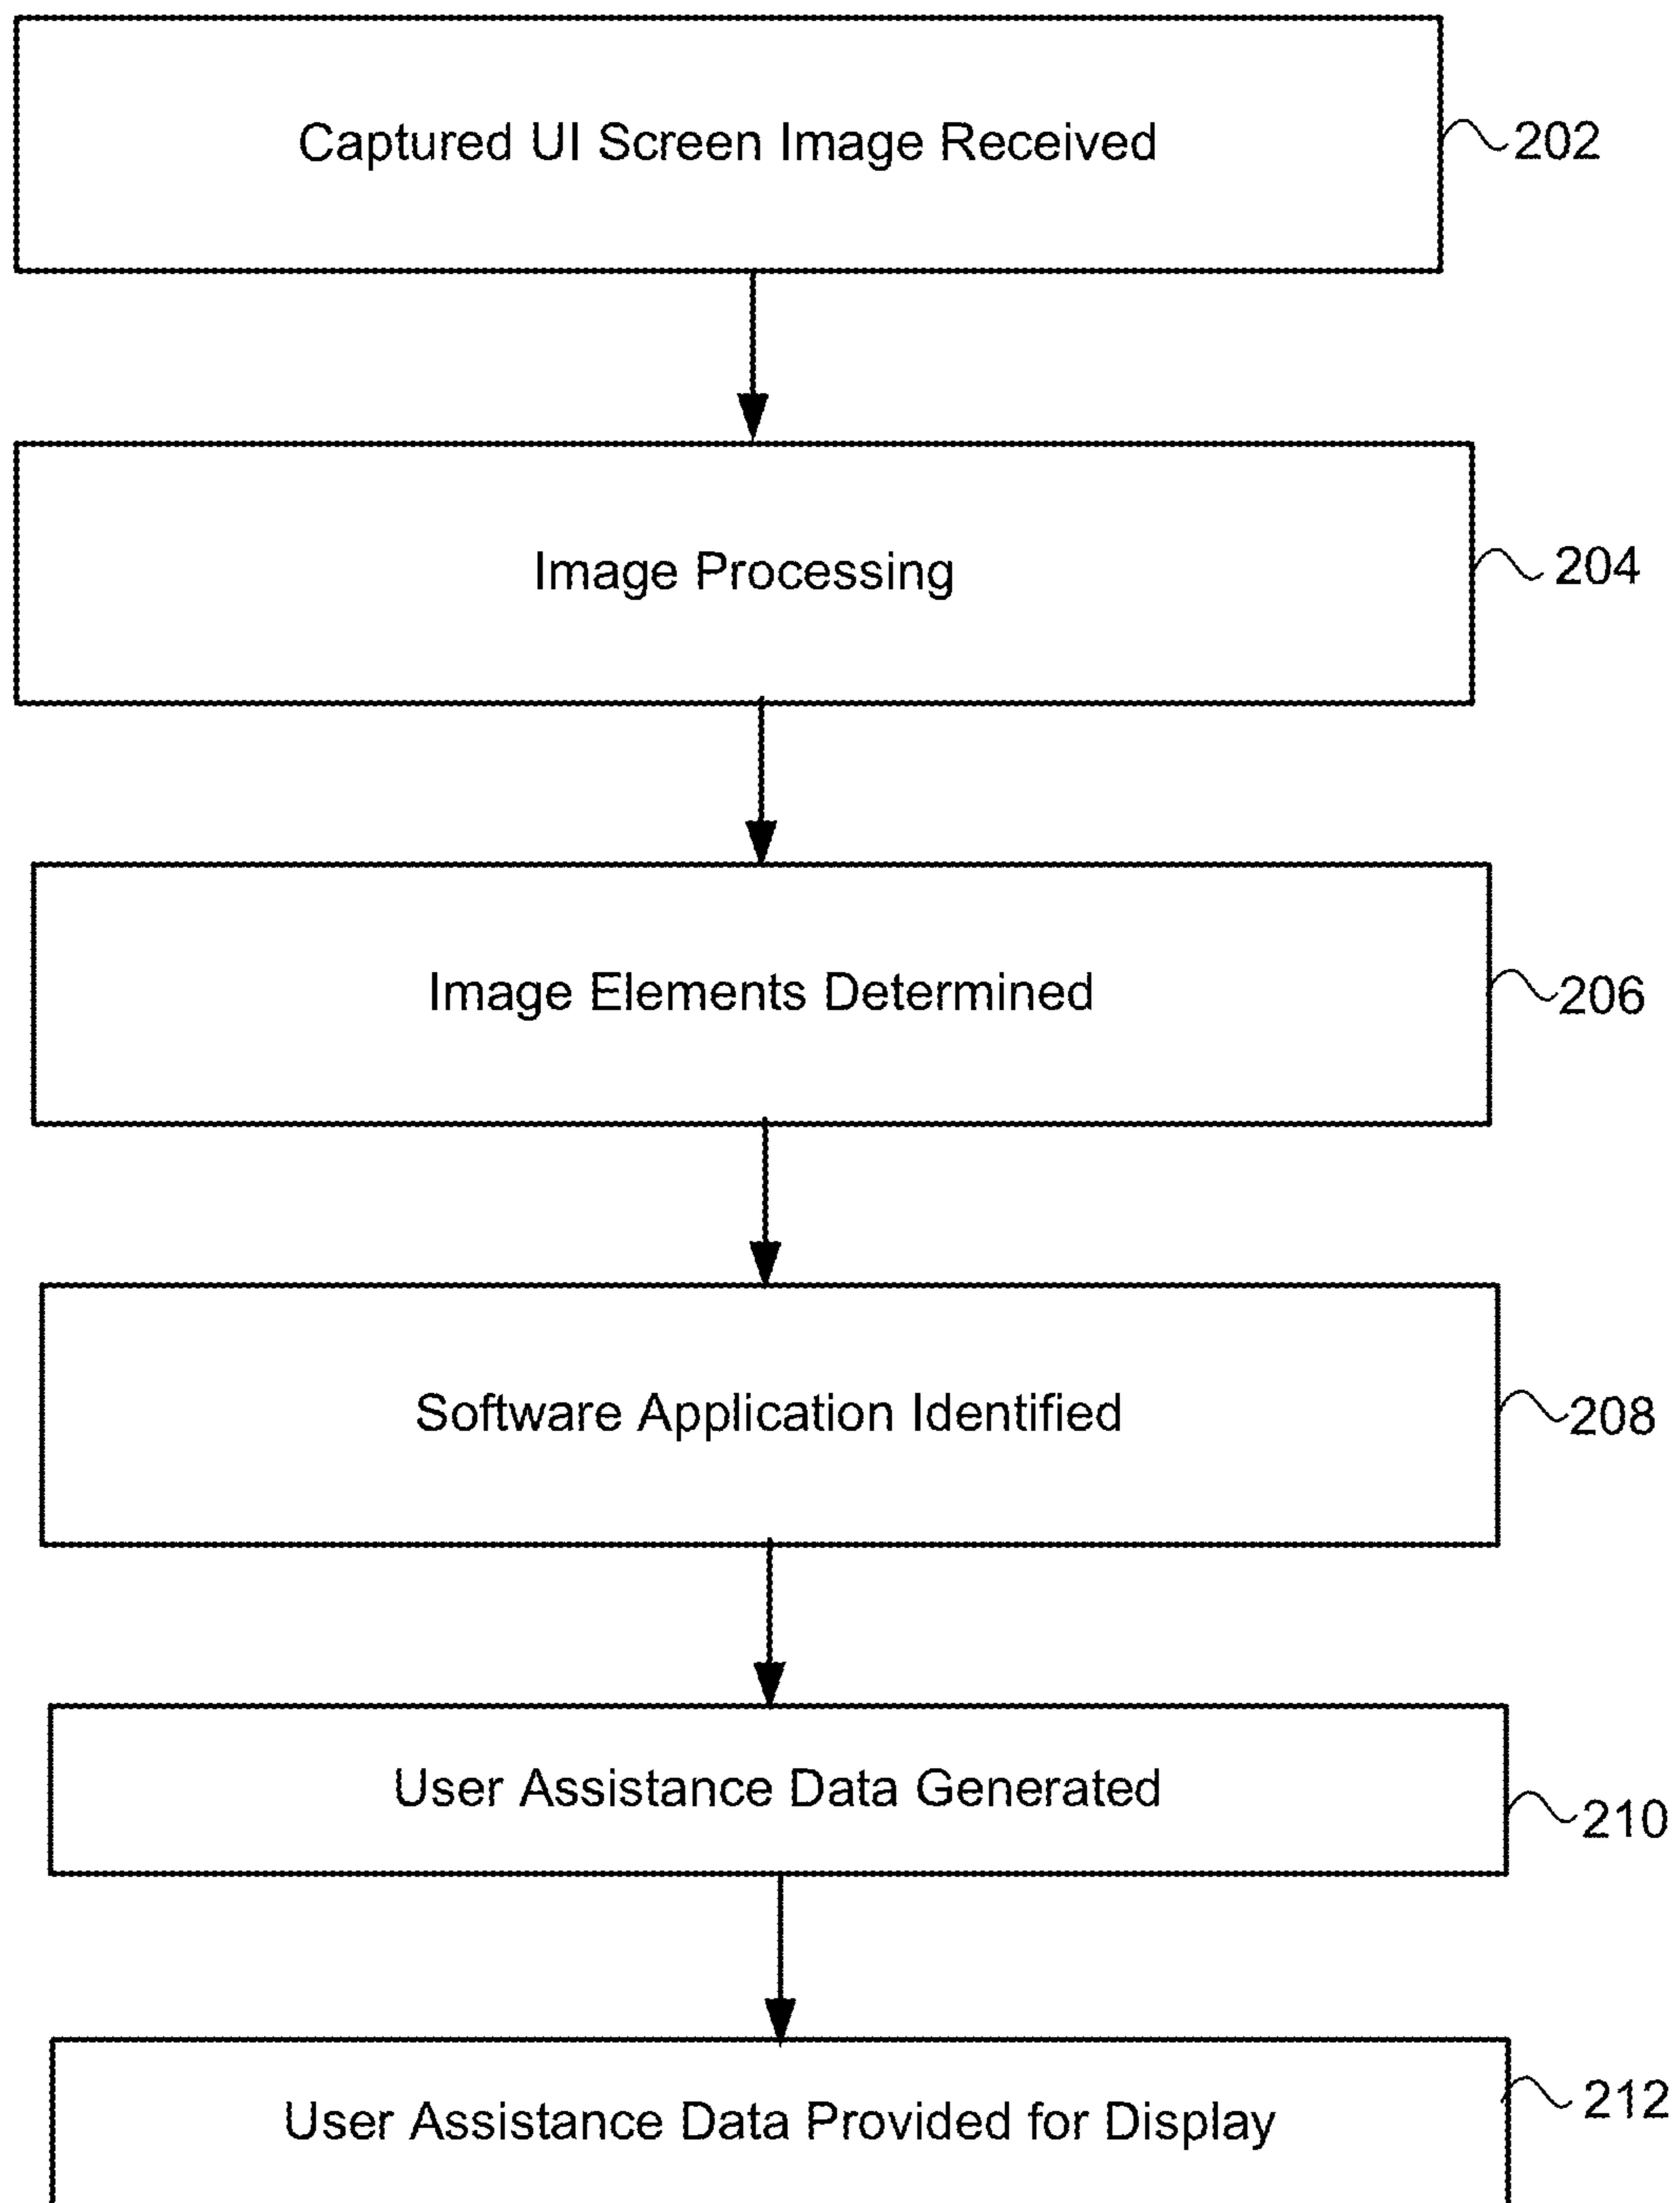 Captured UI Screen Image Received
202
Image Processing
204
Image Elements Determined
206
Software Application Identified
208
User Assistance Data Generated
210
User Assistance Data Provided for Display
212